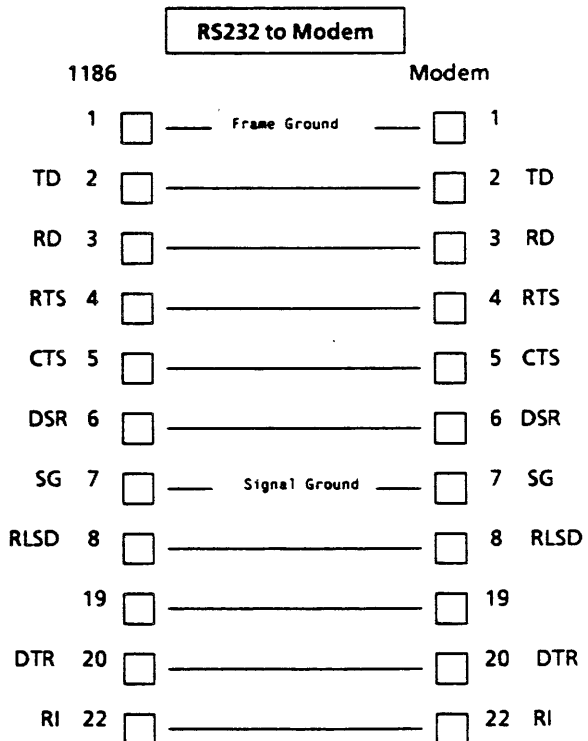 RS232 to Modem
1186 Modem
1 Frame Ground 1
TD 2 2 TD
RD 3 3 RD
RTS 4 4 RTS
CTS 5 5 CTS
DSR 6 6 DSR
SG 7 Signal Ground 7 SG
RLSD 8 8 RLSD
19 19
DTR 20 20 DTR
RI 22 22 RI